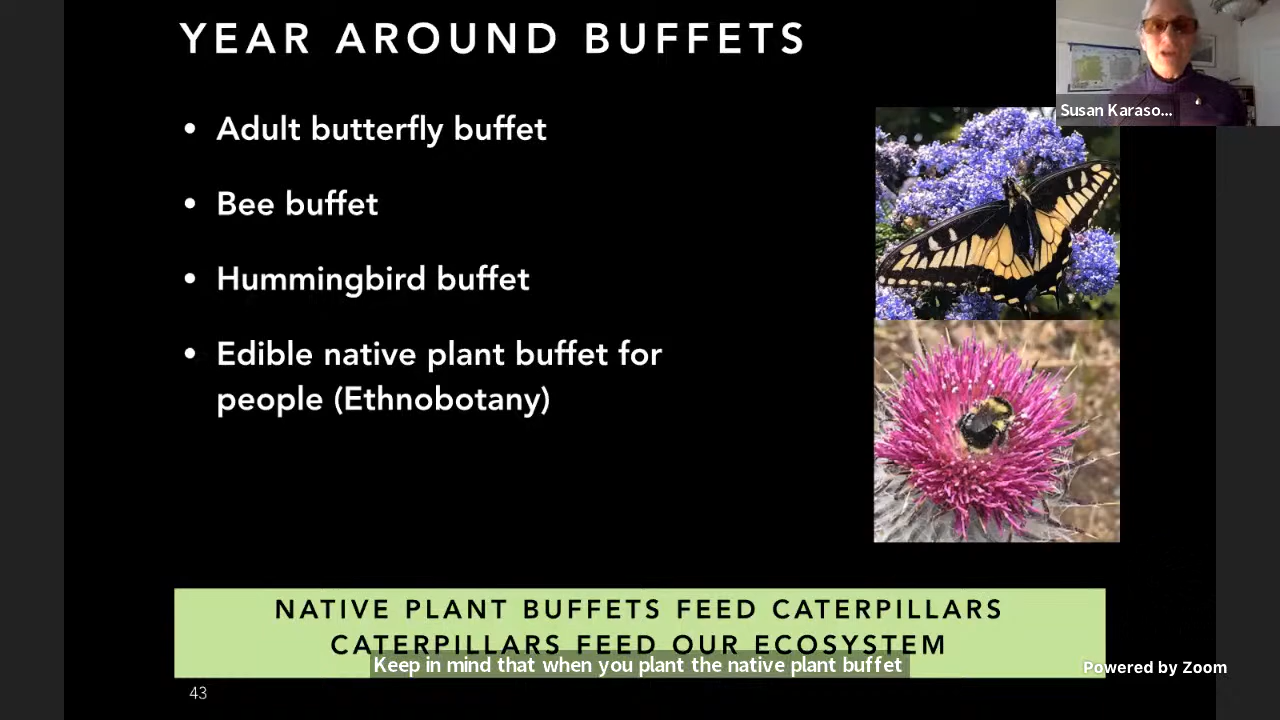 YEAR AROUND BUFFETS
Susan Karaso...
• Adult butterfly buffet
• Bee buffet
• Hummingbird buffet
• Edible native plant buffet for
people (Ethnobotany)
NATIVE PLANT BUFFETS FEED CATERPILLARS
CATERPILLARS FEED OUR ECOSYSTEM
Keep in mind that when you plant the native plant buffet
Powered by Zoom
43